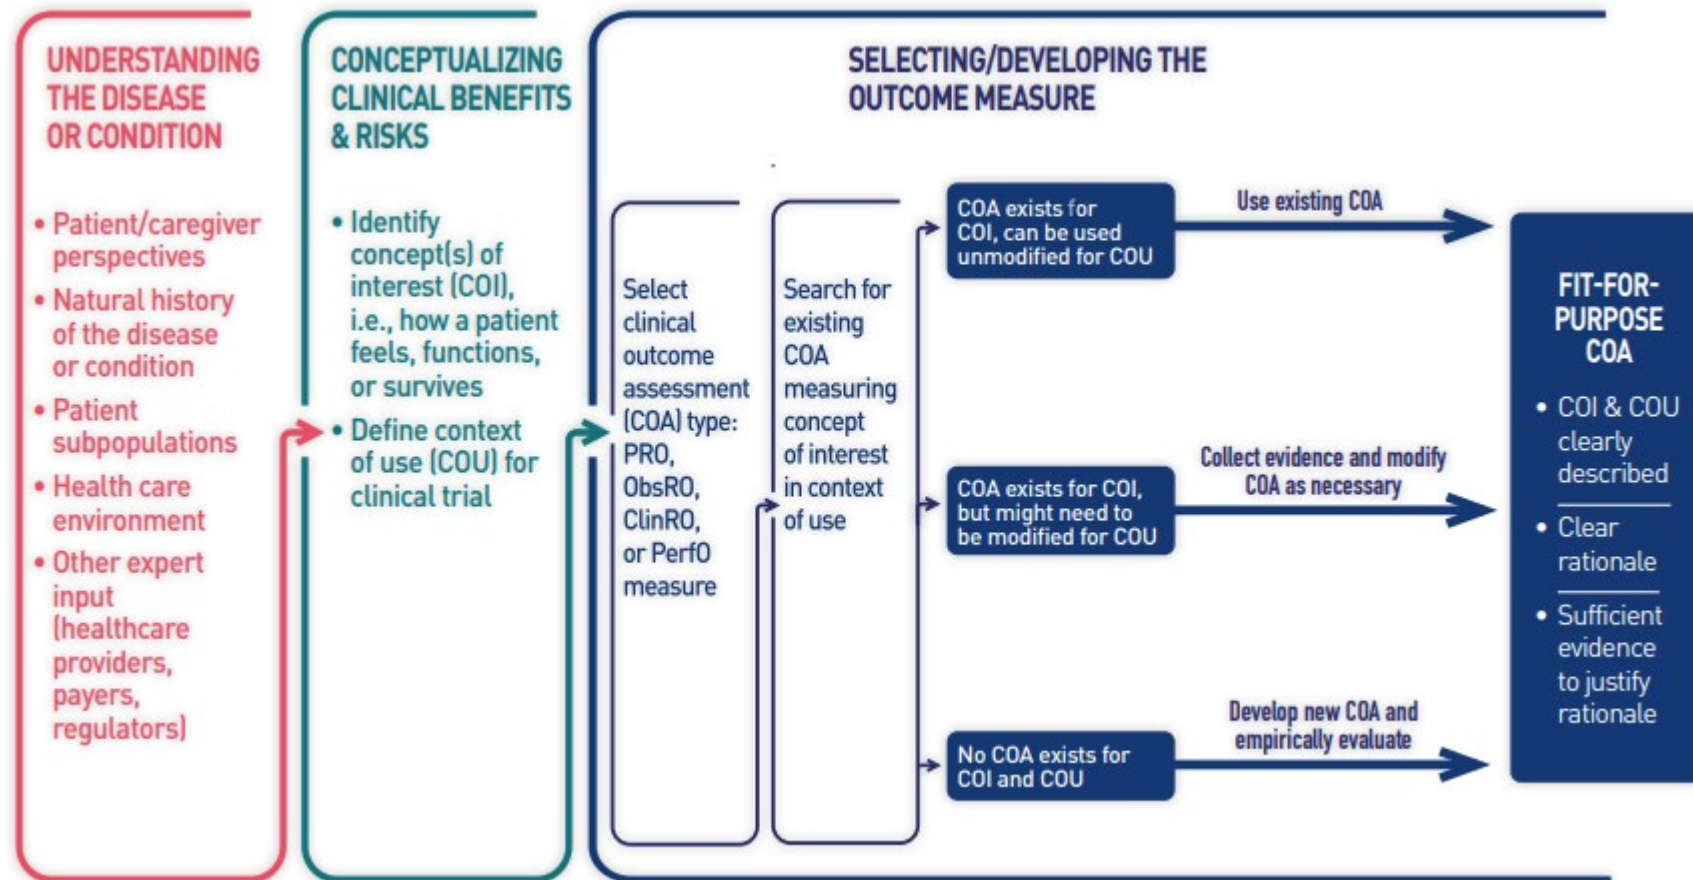 UNDERSTANDING
THE DISEASE
OR CONDITION
• Patient/caregiver
perspectives
• Natural history
of the disease
or condition
• Patient
subpopulations
• Health care
environment
• Other expert
input
(healthcare
providers,
payers,
regulators)
CONCEPTUALIZING
CLINICAL BENEFITS
& RISKS
• Identify
concept(s) of
interest (COI),
i.e., how a patient
feels, functions,
or survives
• Define context
of use (COU) for
clinical trial
SELECTING/DEVELOPING THE
OUTCOME MEASURE
Select
clinical
outcome
assessment
(COA) type:
PRO,
ObsRO,
ClinRO,
or PerfO
measure
Search for
existing
COA
measuring
concept
of interest
in context
of use
COA exists for
COI, can be used
unmodified for COU
Use existing COA
COA exists for COI,
but might need to
be modified for COU
Collect evidence and modify
COA as necessary
No COA exists for
COI and COU
Develop new COA and
empirically evaluate
FIT-FOR-
PURPOSE
COA
• COI & COU
clearly
described
• Clear
rationale
• Sufficient
evidence
to justify
rationale